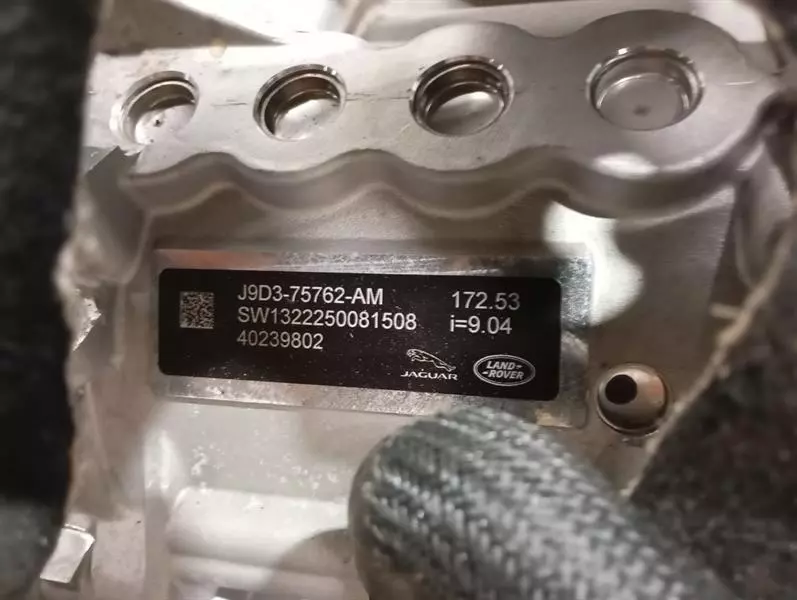 J9D3-75762-AM 172.53
SW1322250081508 i=9.04
40239802
JAGUAR
LAND-
ROVER